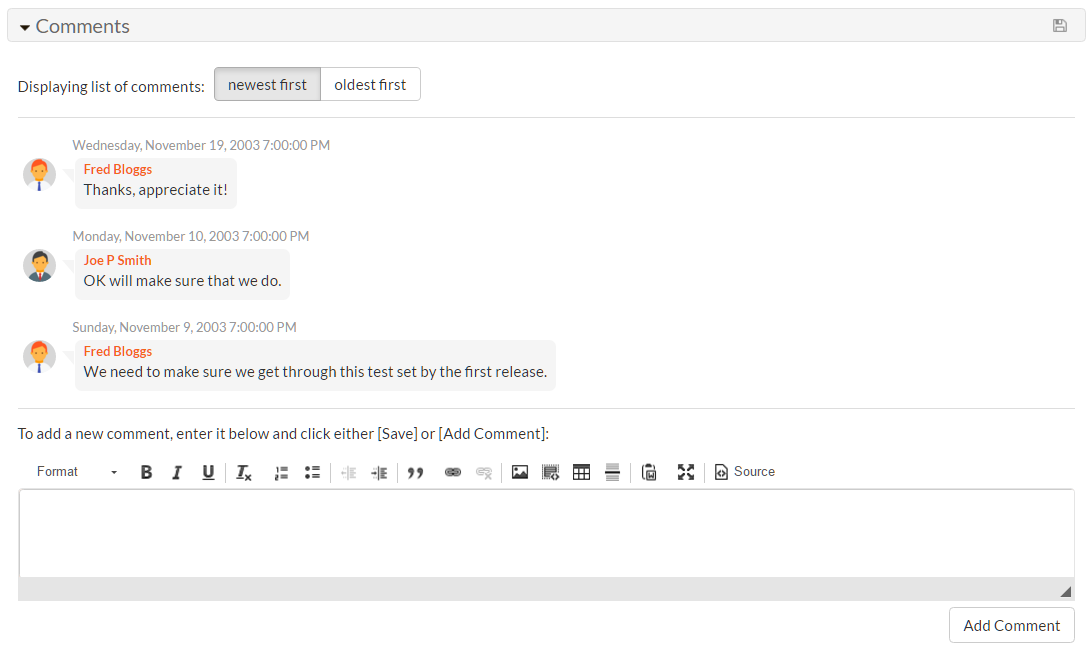 Comments
Displaying list of comments: newest first oldest first
Wednesday, November 19, 2003 7:00:00 PM
Fred Bloggs
Thanks, appreciate it!
Monday, November 10, 2003 7:00:00 PM
Joe P Smith
OK will make sure that we do.
Sunday, November 9, 2003 7:00:00 PM
Fred Bloggs
We need to make sure we get through this test set by the first release.
To add a new comment, enter it below and click either [Save] or [Add Comment]:
Format B I U Tx Source
Add Comment